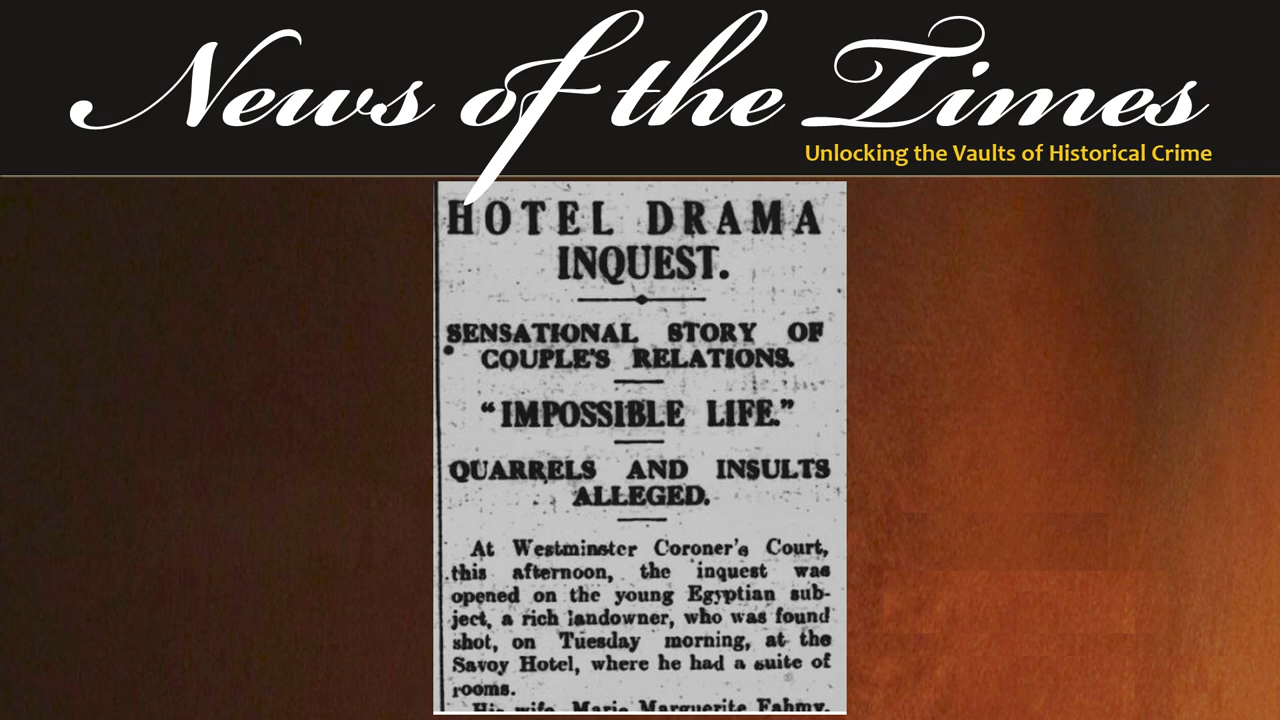 News of the Times
Unlocking the Vaults of Historical Crime
HOTEL DRAMA
INQUEST.
SENSATIONAL STORY OF
COUPLE'S RELATIONS.
"IMPOSSIBLE LIFE."
QUARRELS AND INSULTS
ALLEGED.
At Westminster Coroner's Court,
this afternoon, the inquest was
opened on the young Egyptian sub-
ject, a rich landowner, who was found
shot, on Tuesday morning, at the
Savoy Hotel, where he had a suite of
rooms.
His wife, Marie Marguerite Fahmy,